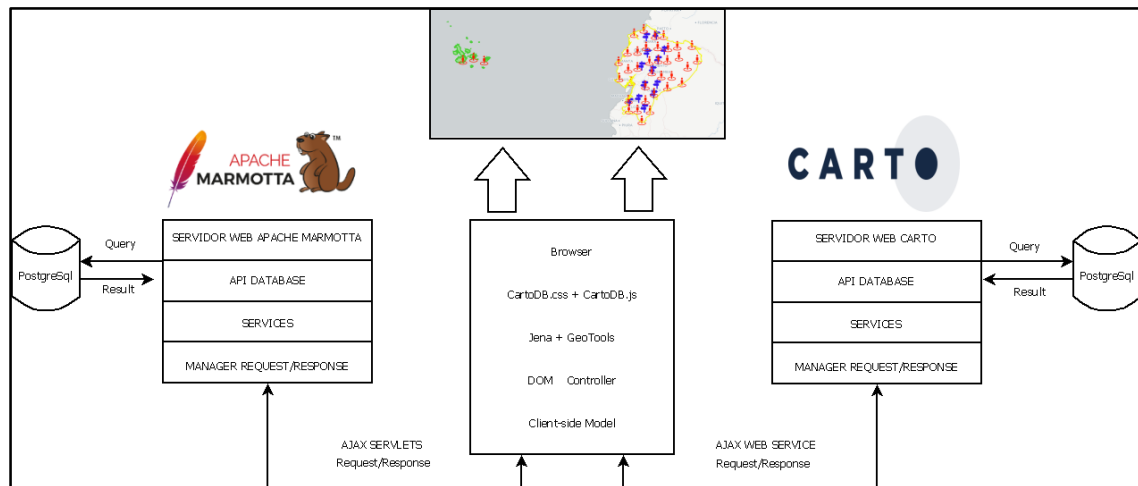 APACHE
MARMOTTA
TM
CARTO
SERVIDOR WEB APACHE MARMOTTA
API DATABASE
SERVICES
MANAGER REQUEST/RESPONSE
PostgreSql
Query
Result
Browser
CartoDB.css + CartoDB.js
Jena + GeoTools
DOM Controller
Client-side Model
SERVIDOR WEB CARTO
API DATABASE
SERVICES
MANAGER REQUEST/RESPONSE
Query
Result
PostgreSql
AJAX SERVLETS
Request/Response
AJAX WEB SERVICE
Request/Response